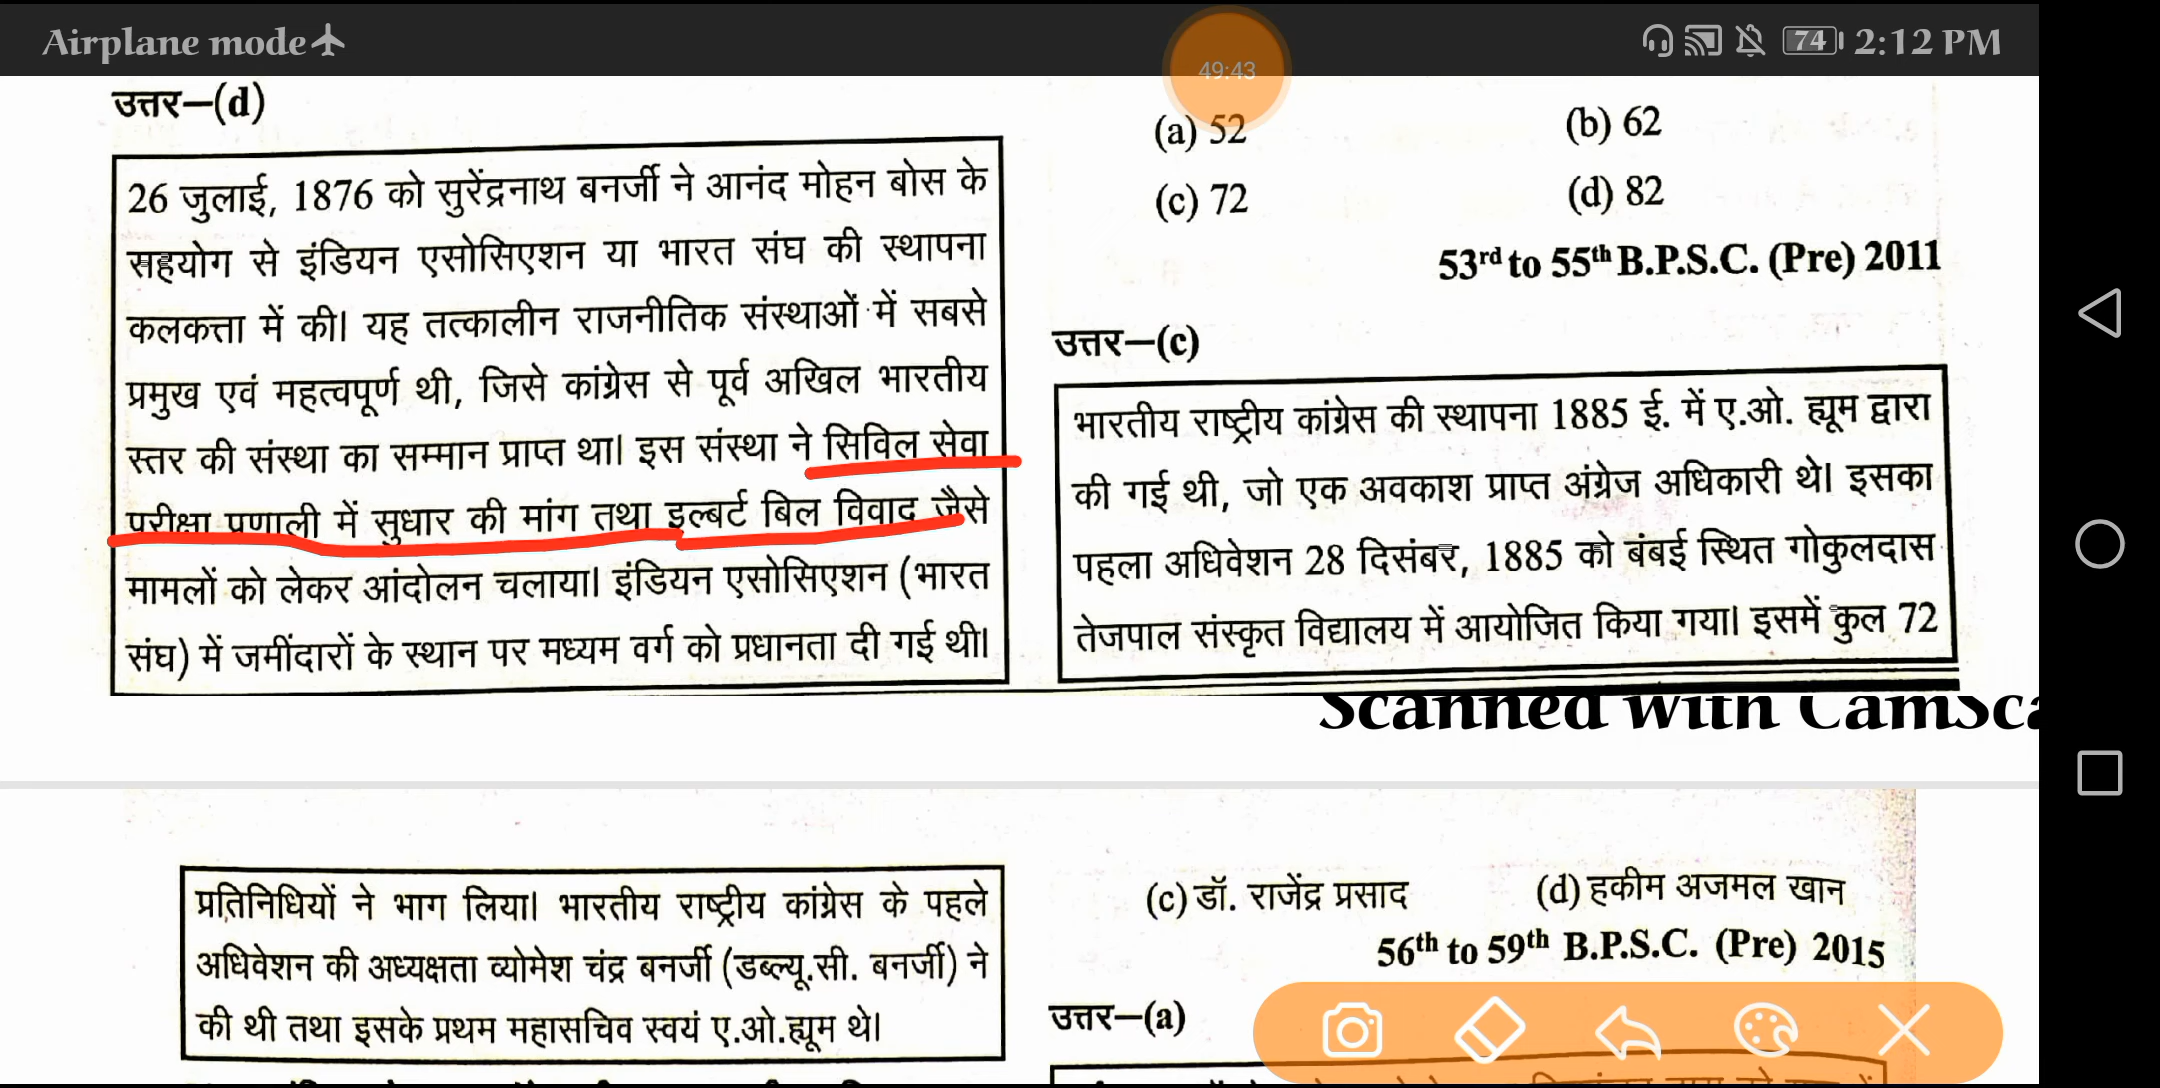 Airplane mode
74 2:12 PM
49:43
उत्तर–(d)
26 जुलाई, 1876 को सुरेंद्रनाथ बनर्जी ने आनंद मोहन बोस के
सहयोग से इंडियन एसोसिएशन या भारत संघ की स्थापना
कलकत्ता में की। यह तत्कालीन राजनीतिक संस्थाओं में सबसे
प्रमुख एवं महत्वपूर्ण थी, जिसे कांग्रेस से पूर्व अखिल भारतीय
स्तर की संस्था का सम्मान प्राप्त था। इस संस्था ने सिविल सेवा
परीक्षा प्रणाली में सुधार की मांग तथा इल्बर्ट बिल विवाद जैसे
मामलों को लेकर आंदोलन चलाया। इंडियन एसोसिएशन (भारत
संघ) में जमींदारों के स्थान पर मध्यम वर्ग को प्रधानता दी गई थी।
(a) 52 (b) 62
(c) 72 (d) 82
53rd to 55th B.P.S.C. (Pre) 2011
उत्तर–(c)
भारतीय राष्ट्रीय कांग्रेस की स्थापना 1885 ई. में ए.ओ. ह्यूम द्वारा
की गई थी, जो एक अवकाश प्राप्त अंग्रेज अधिकारी थे। इसका
पहला अधिवेशन 28 दिसंबर, 1885 को बंबई स्थित गोकुलदास
तेजपाल संस्कृत विद्यालय में आयोजित किया गया। इसमें कुल 72
Scanned with CamSca
प्रतिनिधियों ने भाग लिया। भारतीय राष्ट्रीय कांग्रेस के पहले
अधिवेशन की अध्यक्षता व्योमेश चंद्र बनर्जी (डब्ल्यू.सी. बनर्जी) ने
की थी तथा इसके प्रथम महासचिव स्वयं ए.ओ.ह्यूम थे।
(c) डॉ. राजेंद्र प्रसाद (d) हकीम अजमल खान
56th to 59th B.P.S.C. (Pre) 2015
उत्तर–(a)